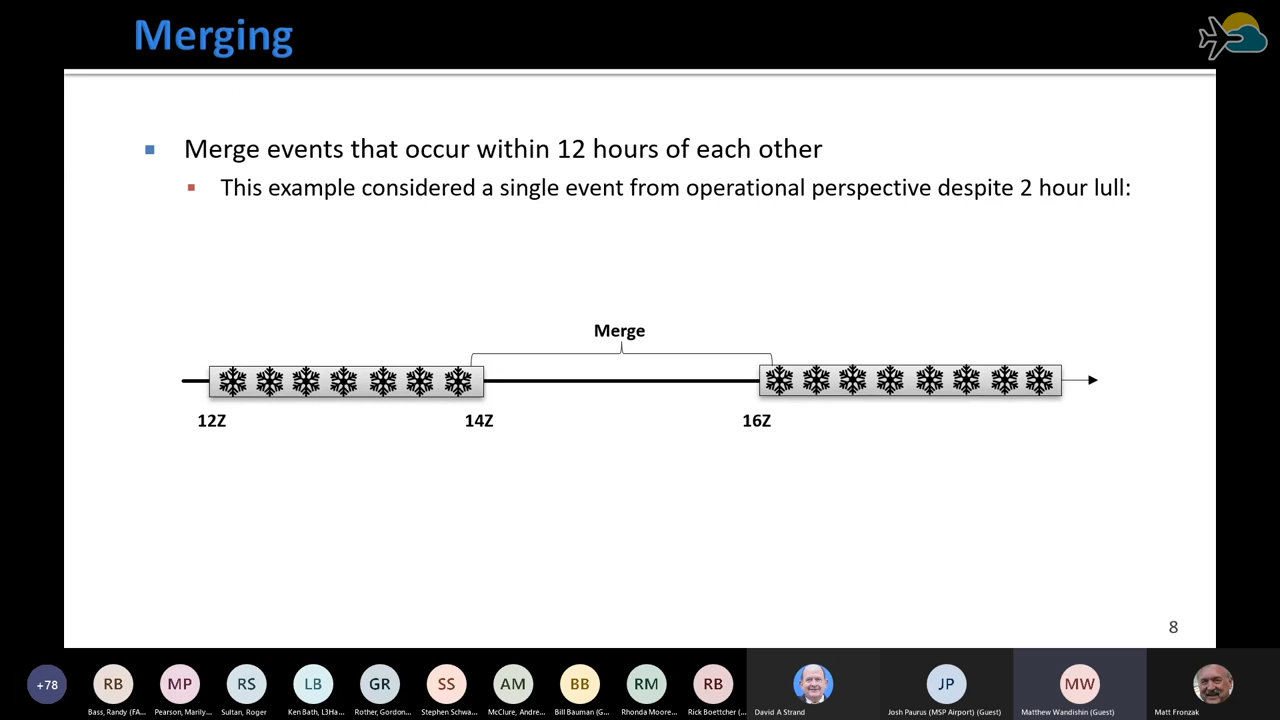 Merging
Merge events that occur within 12 hours of each other
This example considered a single event from operational perspective despite 2 hour lull:
Merge
12Z
14Z
16Z
8
+78
RB
MP
RS
LB
GR
SS
AM
BB
RM
RB
JP
MW
Bass, Randy (FA...
Pearson, Marily...
Sultan, Roger
Ken Bath, L3Ha...
Rother, Gordon...
Stephen Schwa...
McClure, Andre...
Bill Bauman (G...
Rhonda Moore...
Rick Boettcher (...
David A Strand
Josh Paurus (MSP Airport) (Guest)
Matthew Wandishin (Guest)
Matt Fronzak